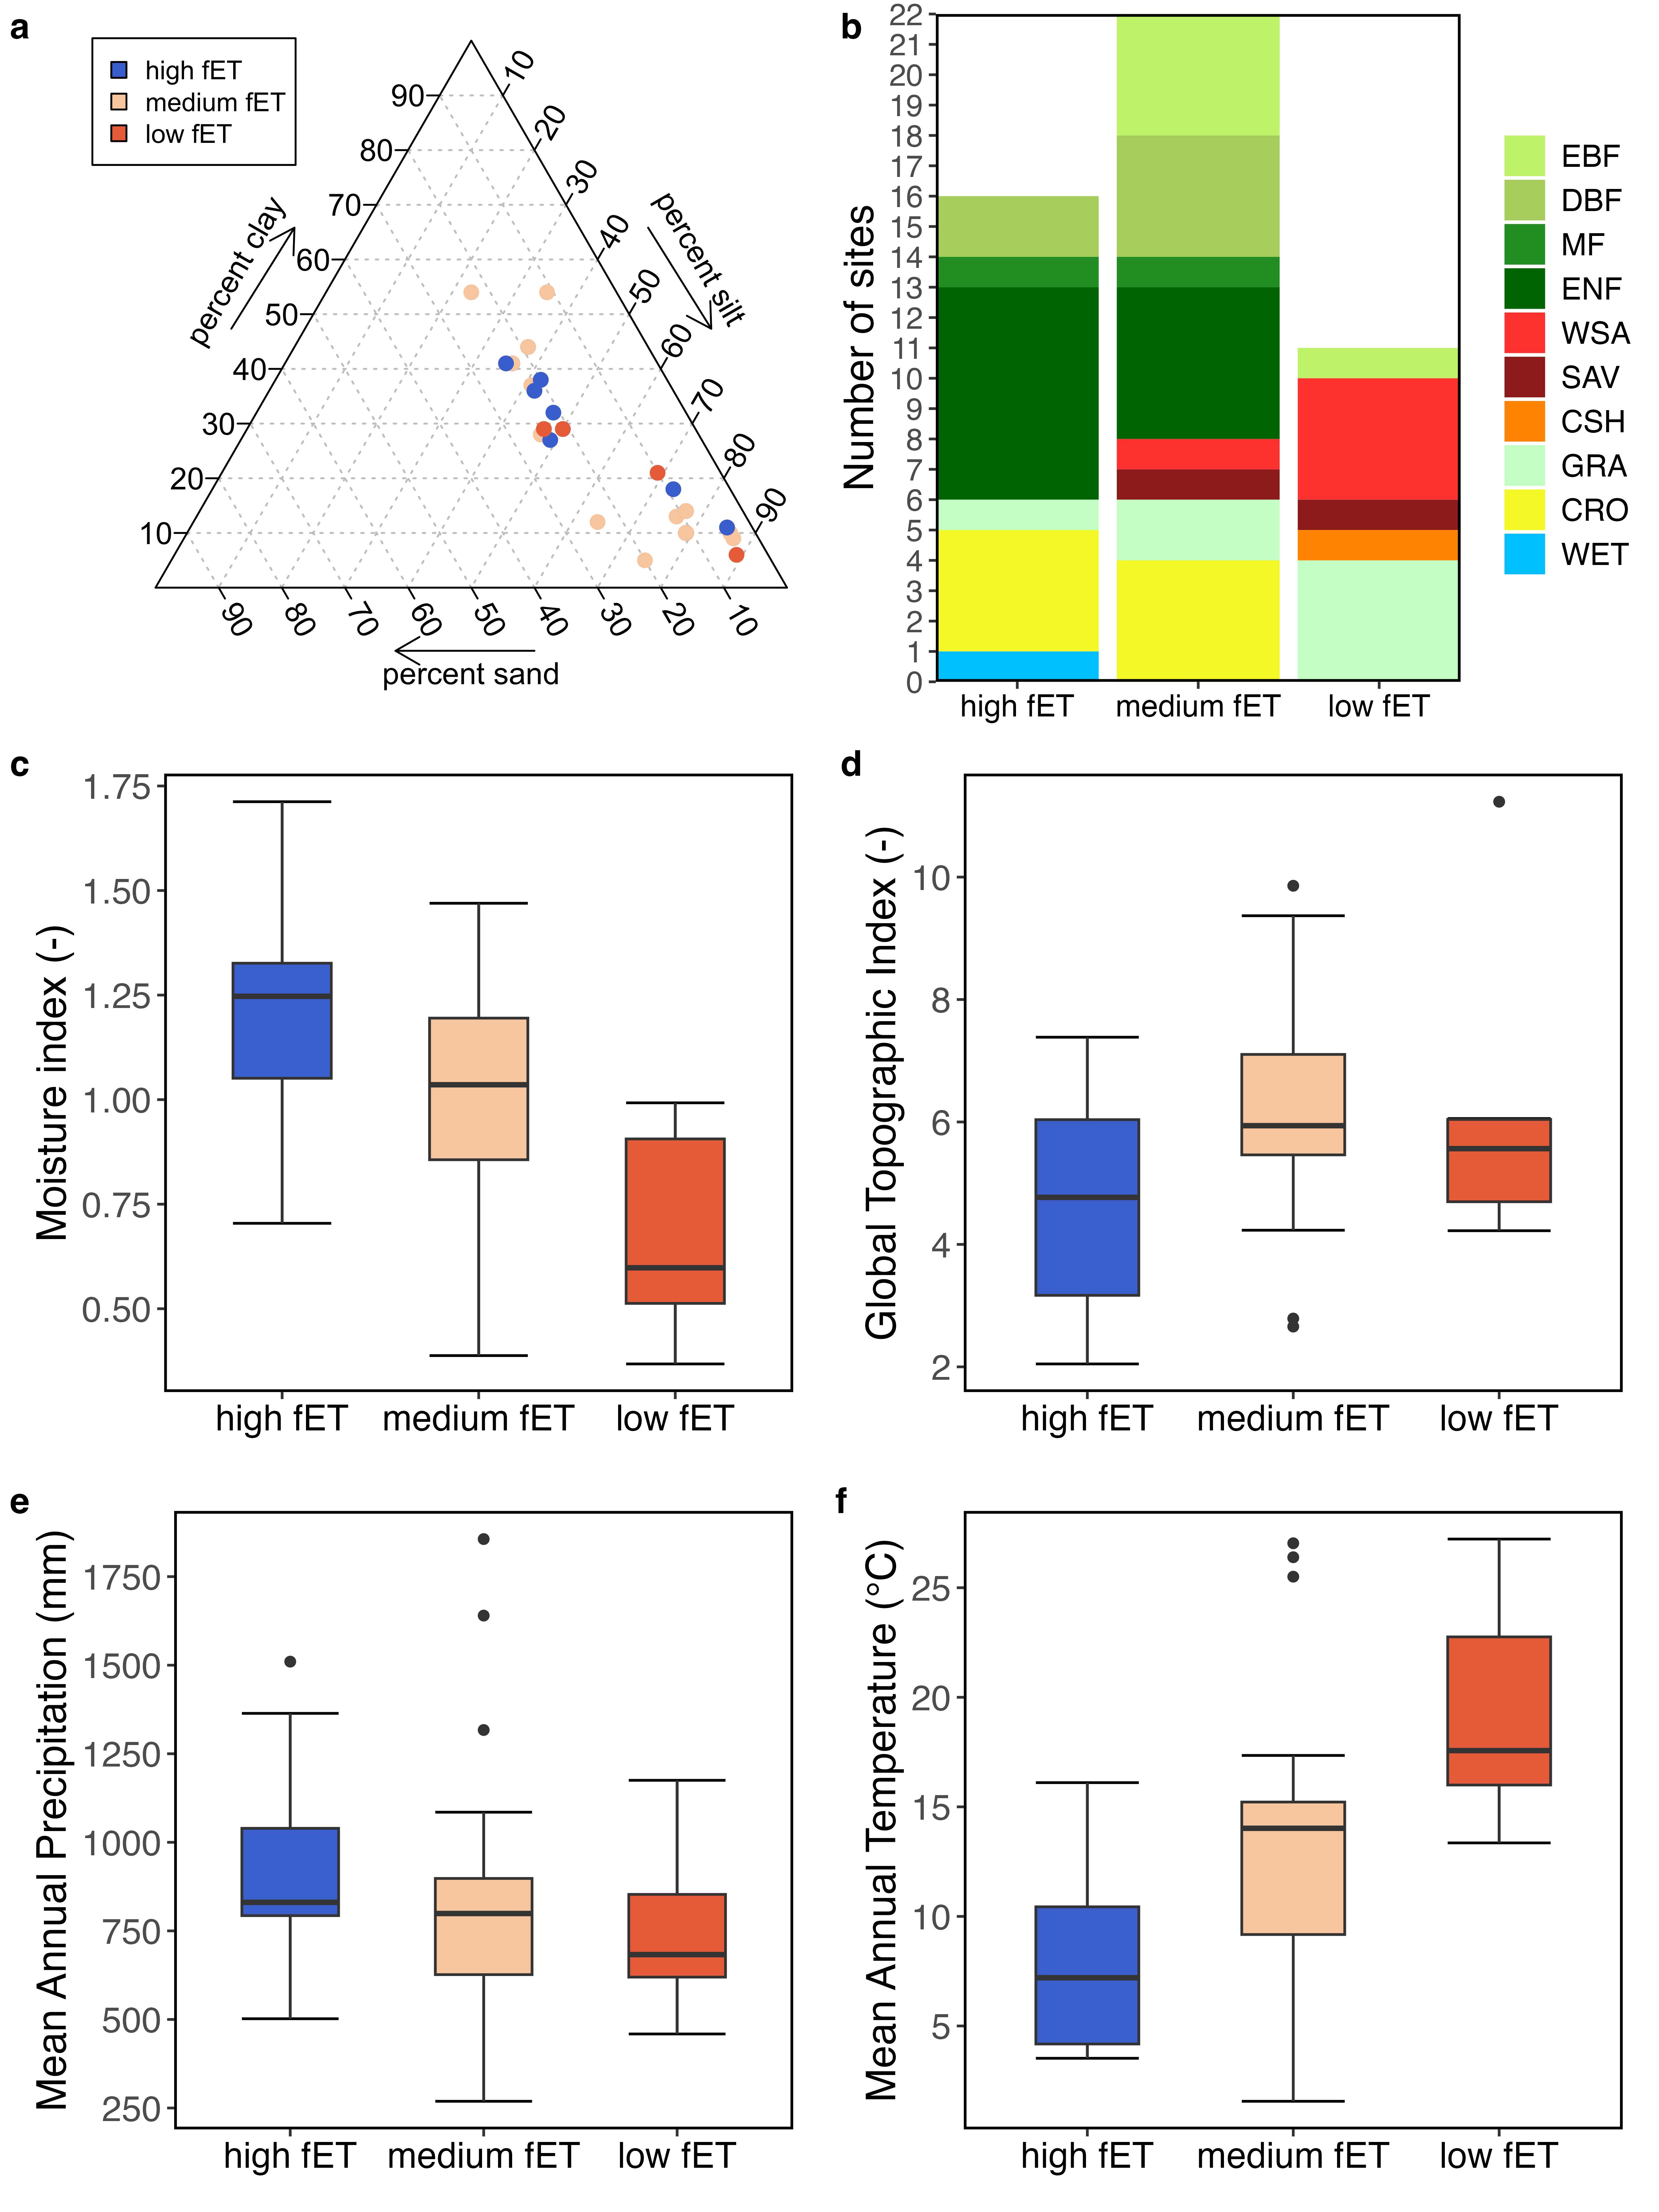 a
high fET
medium fET
low fET
percent clay
90
80
70
60
50
40
30
20
10
percent silt
10
20
30
40
50
60
70
80
90
90
80
70
60
50
40
30
20
10
percent sand
b
Number of sites
22
21
20
19
18
17
16
15
14
13
12
11
10
9
8
7
6
5
4
3
2
1
0
high fET
medium fET
low fET
EBF
DBF
MF
ENF
WSA
SAV
CSH
GRA
CRO
WET
c
Moisture index (-)
1.75
1.50
1.25
1.00
0.75
0.50
high fET
medium fET
low fET
d
Global Topographic Index (-)
10
8
6
4
2
high fET
medium fET
low fET
e
Mean Annual Precipitation (mm)
1750
1500
1250
1000
750
500
250
high fET
medium fET
low fET
f
Mean Annual Temperature (°C)
25
20
15
10
5
high fET
medium fET
low fET